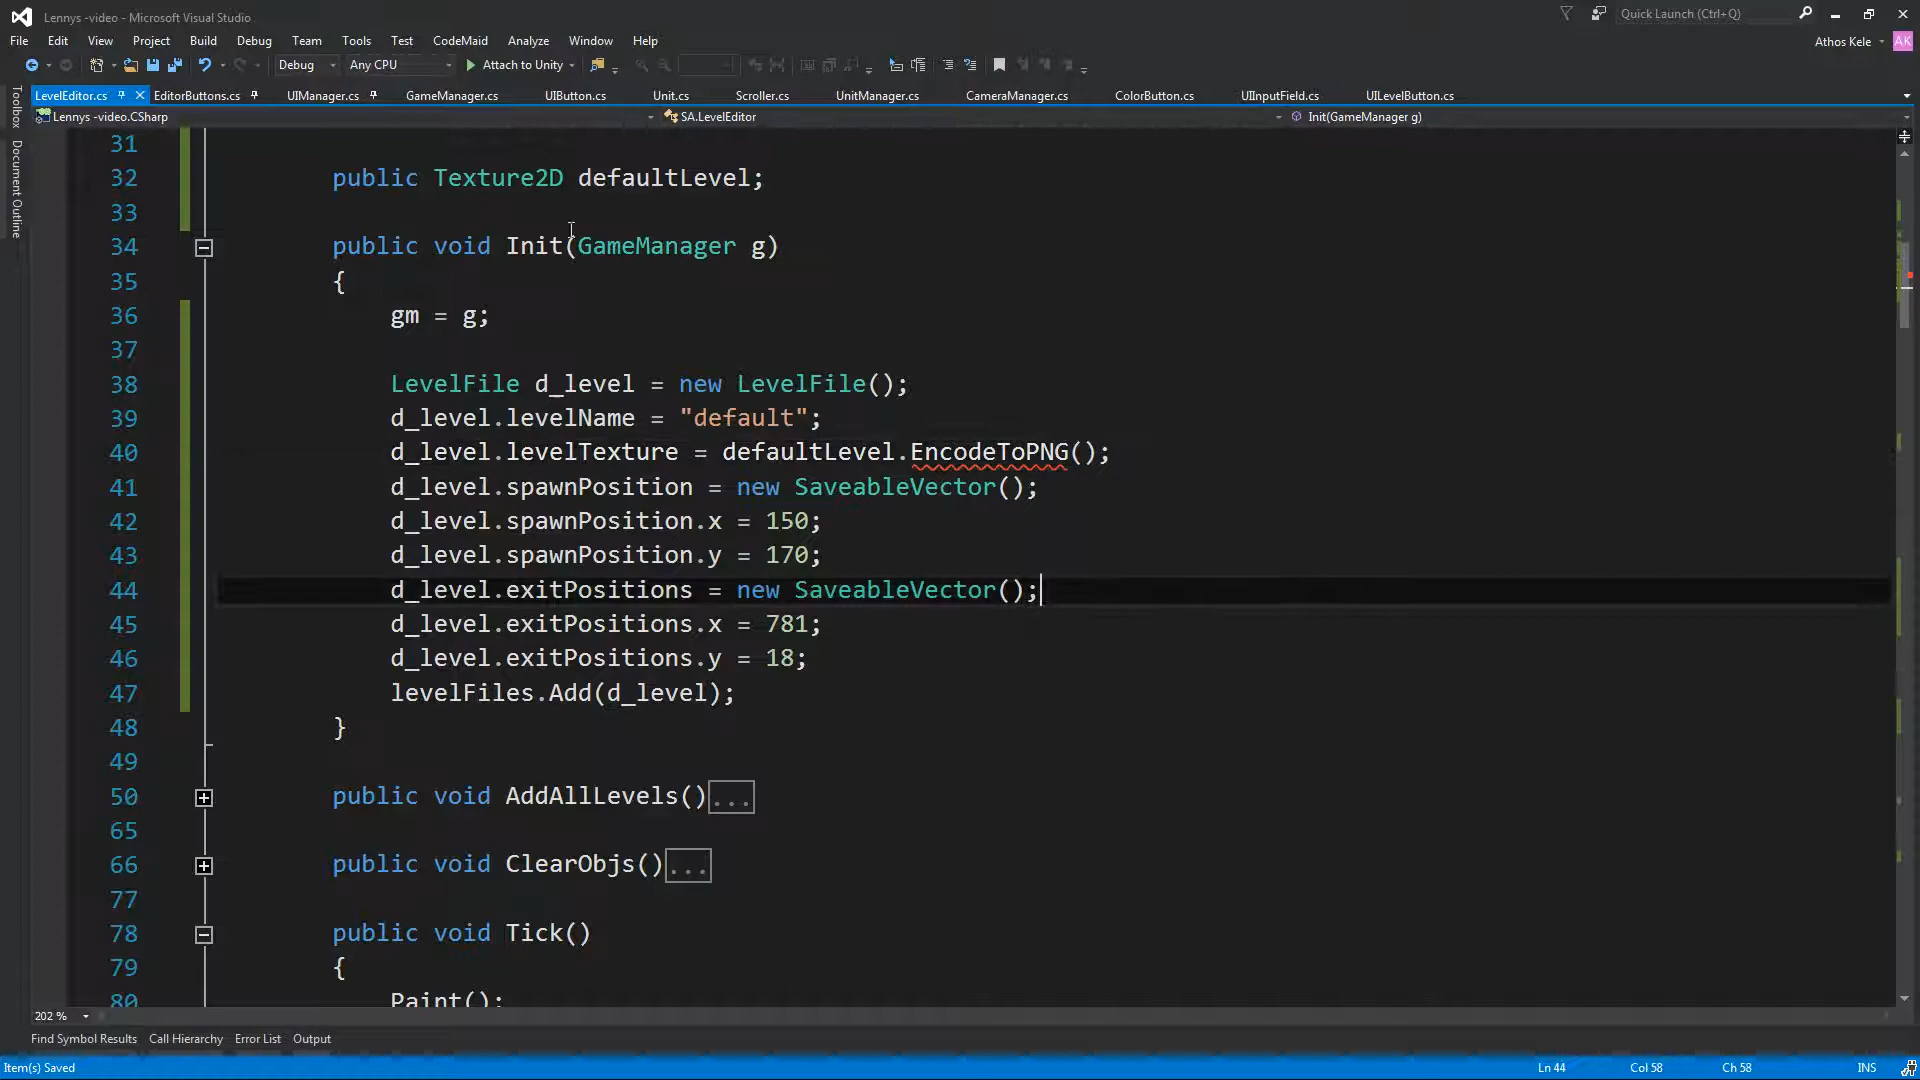 Lennys -video - Microsoft Visual Studio
Quick Launch (Ctrl+Q)
File Edit View Project Build Debug Team Tools Test CodeMaid Analyze Window Help
Athos Kele AK
Debug Any CPU Attach to Unity
LevelEditor.cs EditorButtons.cs UIManager.cs GameManager.cs UIButton.cs Unit.cs Scroller.cs UnitManager.cs CameraManager.cs ColorButton.cs UIInputField.cs UILevelButton.cs
Lennys -video.CSharp SA.LevelEditor Init(GameManager g)
Toolbox
Document Outline
31
32 public Texture2D defaultLevel;
33
34 public void Init(GameManager g)
35 {
36 gm = g;
37
38 LevelFile d_level = new LevelFile();
39 d_level.levelName = "default";
40 d_level.levelTexture = defaultLevel.EncodeToPNG();
41 d_level.spawnPosition = new SaveableVector();
42 d_level.spawnPosition.x = 150;
43 d_level.spawnPosition.y = 170;
44 d_level.exitPositions = new SaveableVector();
45 d_level.exitPositions.x = 781;
46 d_level.exitPositions.y = 18;
47 levelFiles.Add(d_level);
48 }
49
50 public void AddAllLevels()...
65
66 public void ClearObjs()...
77
78 public void Tick()
79 {
80 Paint();
202 %
Find Symbol Results Call Hierarchy Error List Output
Item(s) Saved Ln 44 Col 58 Ch 58 INS